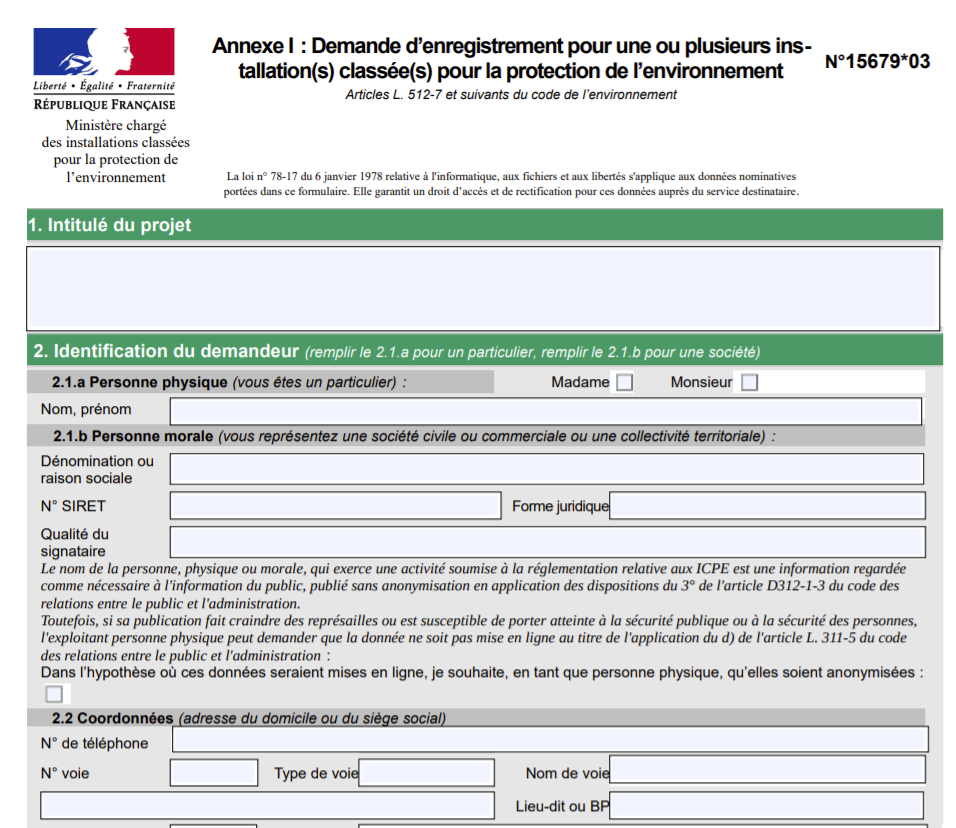 Liberté • Égalité • Fraternité
RÉPUBLIQUE FRANÇAISE
Ministère chargé
des installations classées
pour la protection de
l'environnement
Annexe I : Demande d'enregistrement pour une ou plusieurs ins-
tallation(s) classée(s) pour la protection de l'environnement
Articles L. 512-7 et suivants du code de l'environnement
N°15679*03
La loi n° 78-17 du 6 janvier 1978 relative à l'informatique, aux fichiers et aux libertés s'applique aux données nominatives
portées dans ce formulaire. Elle garantit un droit d'accès et de rectification pour ces données auprès du service destinataire.
1. Intitulé du projet
2. Identification du demandeur (remplir le 2.1.a pour un particulier, remplir le 2.1.b pour une société)
2.1.a Personne physique (vous êtes un particulier) : Madame Monsieur
Nom, prénom
2.1.b Personne morale (vous représentez une société civile ou commerciale ou une collectivité territoriale) :
Dénomination ou
raison sociale
N° SIRET Forme juridique
Qualité du
signataire
Le nom de la personne, physique ou morale, qui exerce une activité soumise à la réglementation relative aux ICPE est une information regardée
comme nécessaire à l'information du public, publié sans anonymisation en application des dispositions du 3° de l'article D312-1-3 du code des
relations entre le public et l'administration.
Toutefois, si sa publication fait craindre des représailles ou est susceptible de porter atteinte à la sécurité publique ou à la sécurité des personnes,
l'exploitant personne physique peut demander que la donnée ne soit pas mise en ligne au titre de l'application du d) de l'article L. 311-5 du code
des relations entre le public et l'administration :
Dans l'hypothèse où ces données seraient mises en ligne, je souhaite, en tant que personne physique, qu'elles soient anonymisées :
2.2 Coordonnées (adresse du domicile ou du siège social)
N° de téléphone
N° voie Type de voie Nom de voie
Lieu-dit ou BP